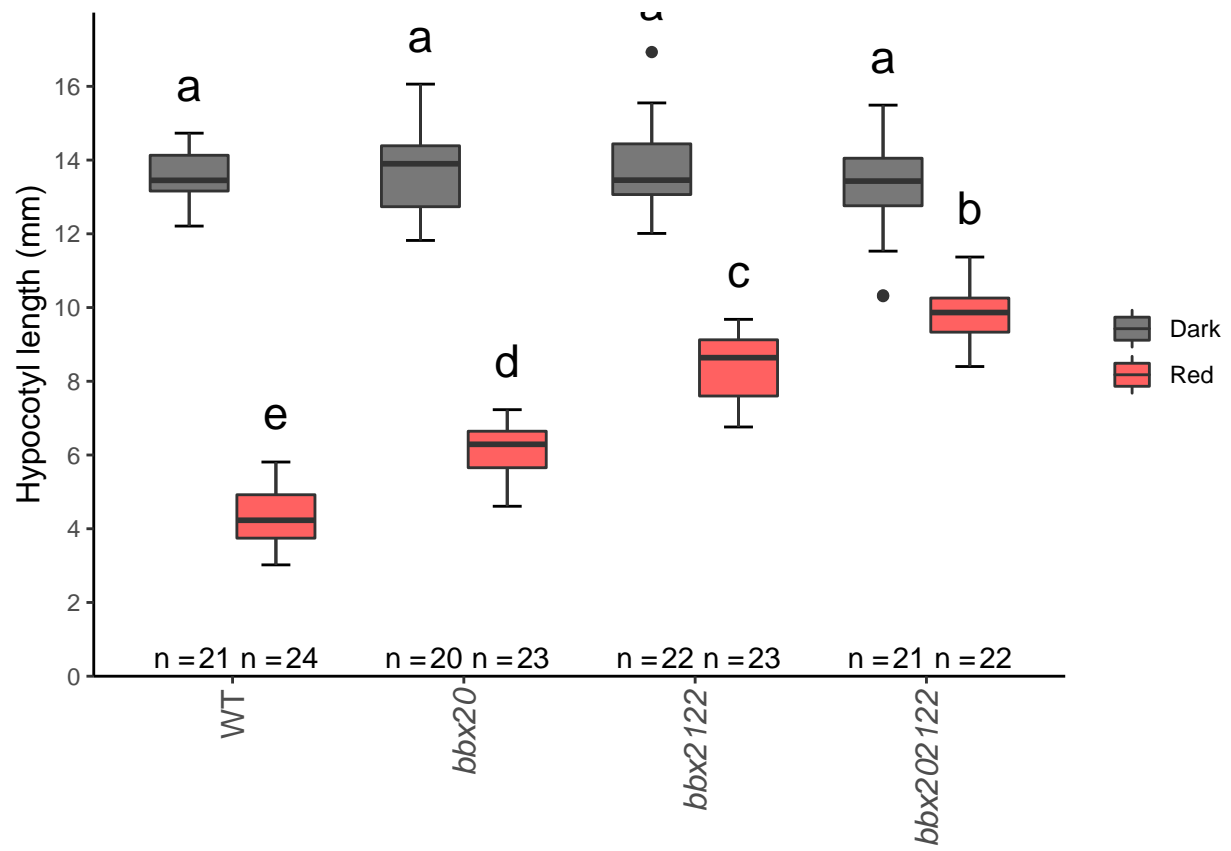 a
a
a
a
b
c
d
e
Hypocotyl length (mm)
16
14
12
10
8
6
4
2
0
n =21 n =24 n =20 n =23 n =22 n =23 n =21 n =22
WT
bbx20
bbx2122
bbx202122
Dark
Red